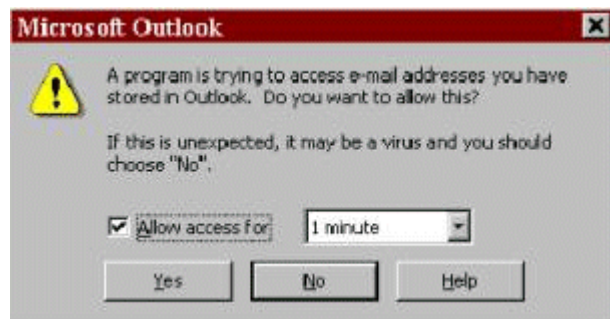 Microsoft Outlook
A program is trying to access e-mail addresses you have
stored in Outlook. Do you want to allow this?
If this is unexpected, it may be a virus and you should
choose "No".
Allow access for
1 minute
Yes
No
Help